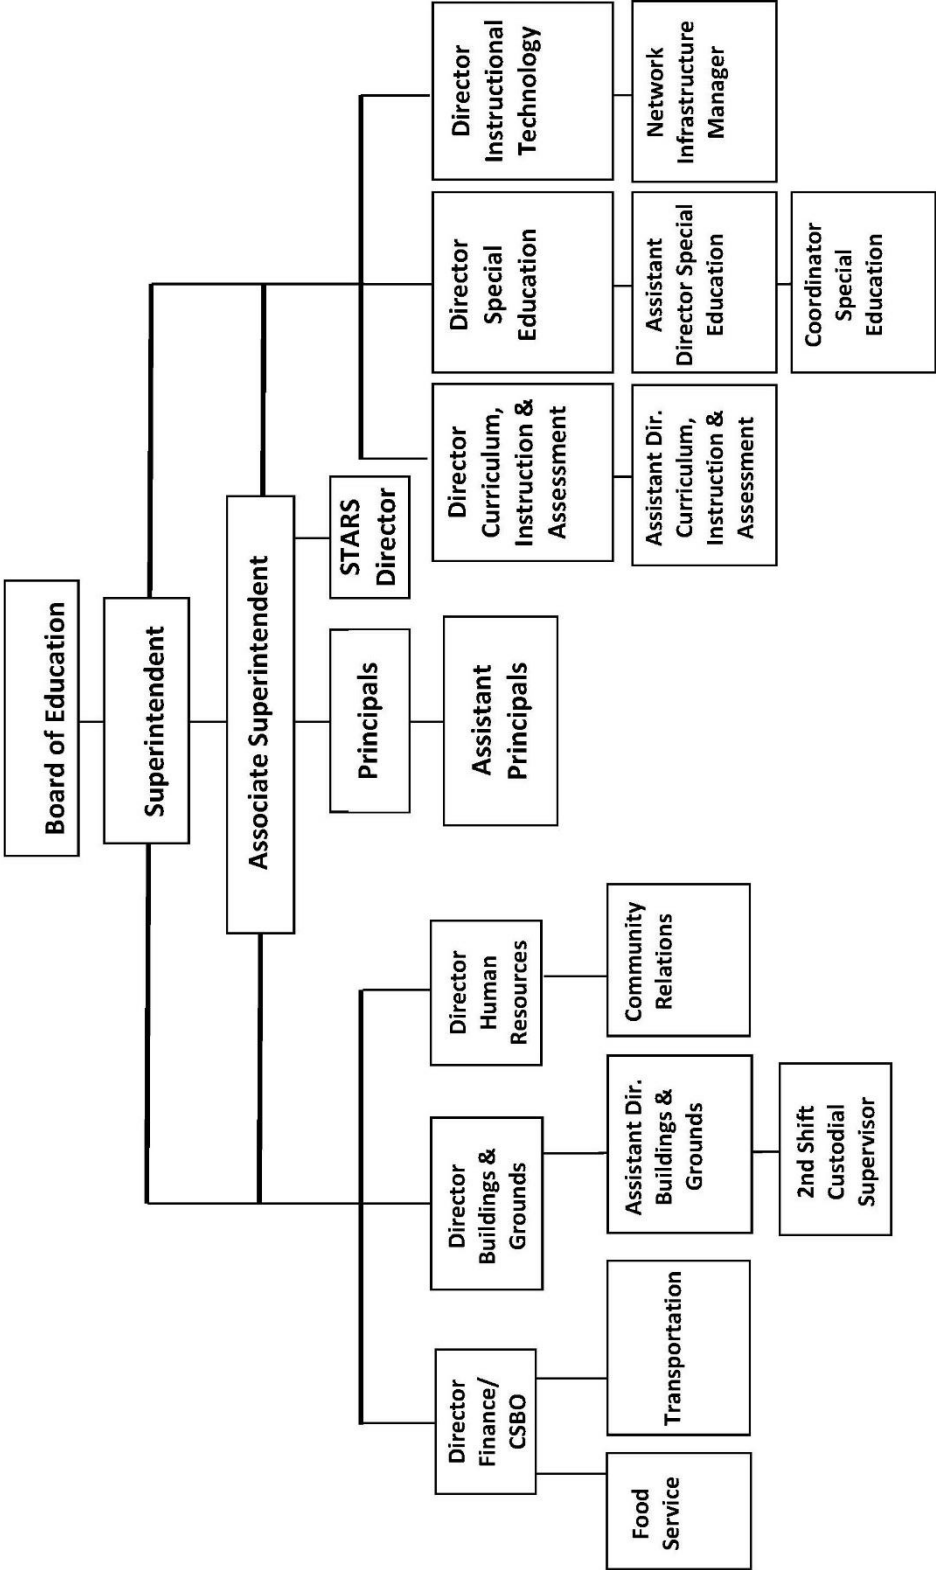 Board of Education
Superintendent
Associate Superintendent
Principals
STARS
Director
Assistant
Principals
Director
Finance/
CSBO
Director
Buildings &
Grounds
Director
Human
Resources
Director
Curriculum,
Instruction &
Assessment
Director
Special
Education
Director
Instructional
Technology
Food
Service
Transportation
Assistant Dir.
Buildings &
Grounds
Community
Relations
Assistant Dir.
Curriculum,
Instruction &
Assessment
Assistant
Director Special
Education
Network
Infrastructure
Manager
2nd Shift
Custodial
Supervisor
Coordinator
Special
Education